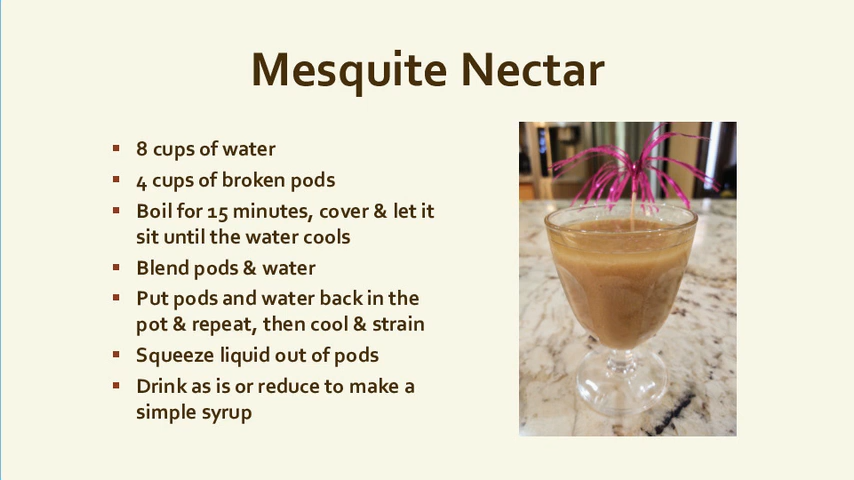 Mesquite Nectar
▪ 8 cups of water
▪ 4 cups of broken pods
▪ Boil for 15 minutes, cover & let it
sit until the water cools
▪ Blend pods & water
▪ Put pods and water back in the
pot & repeat, then cool & strain
▪ Squeeze liquid out of pods
▪ Drink as is or reduce to make a
simple syrup